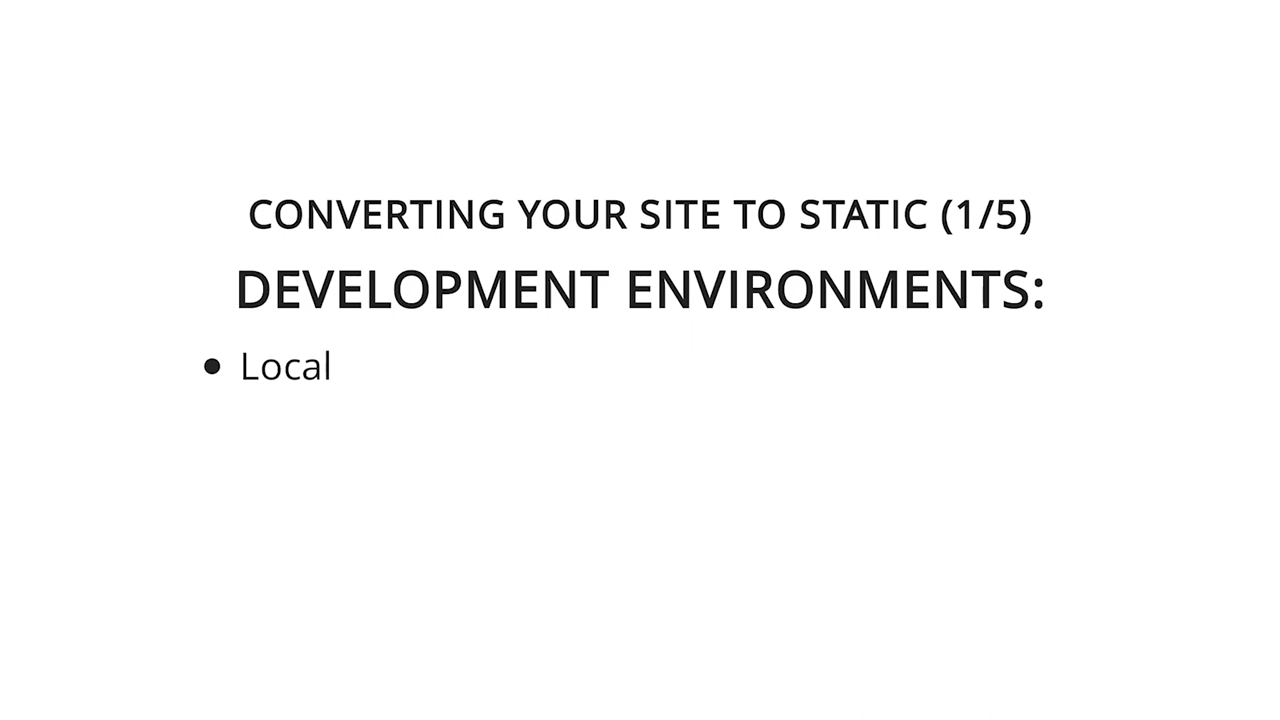 CONVERTING YOUR SITE TO STATIC (1/5)
DEVELOPMENT ENVIRONMENTS:
• Local